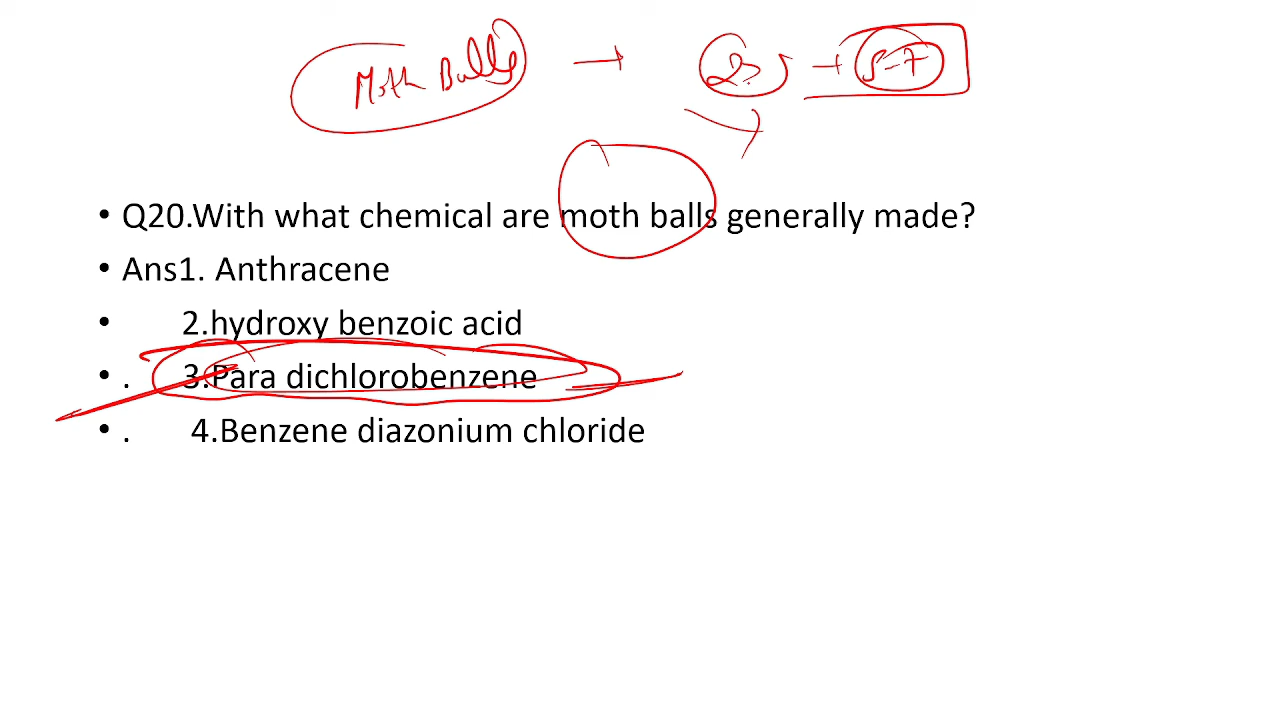 Moth Balls →
• Q20.With what chemical are moth balls generally made?
• Ans1. Anthracene
• 2.hydroxy benzoic acid
• . 3.Para dichlorobenzene
• . 4.Benzene diazonium chloride